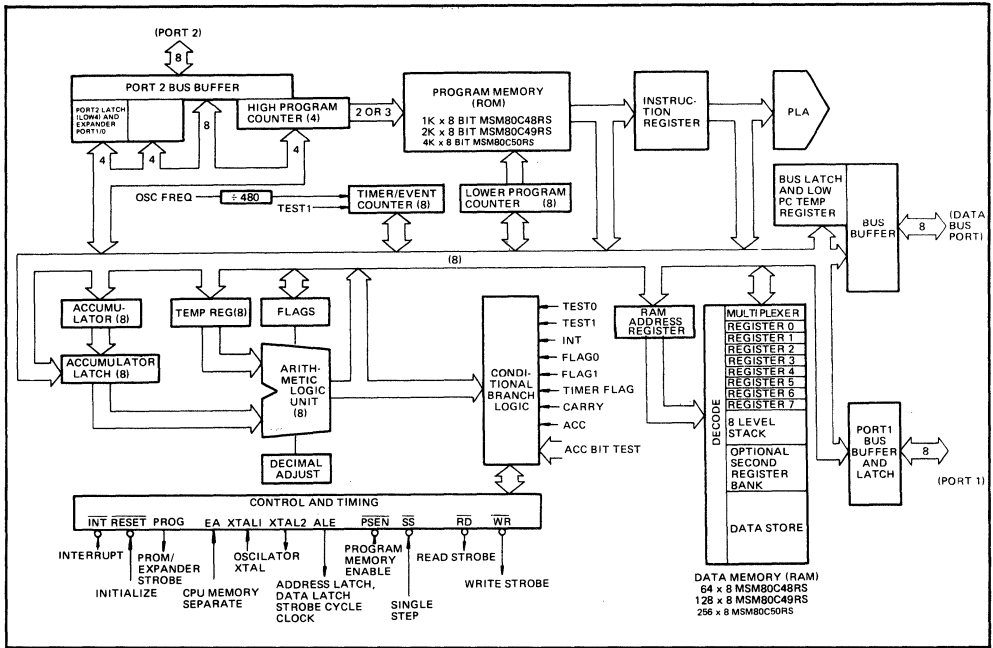 (PORT 2)
8
PORT 2 BUS BUFFER
PORT2 LATCH
(LOW4) AND
EXPANDER
PORT1/0
8
HIGH PROGRAM
COUNTER (4)
4
4
4
2 OR 3
PROGRAM MEMORY
(ROM)
1K x 8 BIT MSM80C48RS
2K x 8 BIT MSM80C49RS
4K x 8 BIT MSM80C50RS
INSTRUC-
TION
REGISTER
PLA
OSC FREQ
÷ 480
TEST1
TIMER/EVENT
COUNTER (8)
LOWER PROGRAM
COUNTER (8)
BUS LATCH
AND LOW
PC TEMP
REGISTER
BUS
BUFFER
8
(DATA
BUS
PORT)
(8)
ACCUMU-
LATOR (8)
TEMP REG(8)
FLAGS
ACCUMULATOR
LATCH (8)
ARITH-
METIC
LOGIC
UNIT
(8)
DECIMAL
ADJUST
CONDI-
TIONAL
BRANCH
LOGIC
TEST0
TEST1
INT
FLAG0
FLAG1
TIMER FLAG
CARRY
ACC
ACC BIT TEST
RAM
ADDRESS
REGISTER
DECODE
MULTIPLEXER
REGISTER 0
REGISTER 1
REGISTER 2
REGISTER 3
REGISTER 4
REGISTER 5
REGISTER 6
REGISTER 7
8 LEVEL
STACK
OPTIONAL
SECOND
REGISTER
BANK
DATA STORE
PORT1
BUS
BUFFER
AND
LATCH
8
(PORT 1)
CONTROL AND TIMING
INT RESET PROG EA XTAL1 XTAL2 ALE PSEN SS RD WR
INTERRUPT
INITIALIZE
PROM/
EXPANDER
STROBE
CPU MEMORY
SEPARATE
OSCILATOR
XTAL
ADDRESS LATCH,
DATA LATCH
STROBE CYCLE
CLOCK
PROGRAM
MEMORY
ENABLE
SINGLE
STEP
READ STROBE
WRITE STROBE
DATA MEMORY (RAM)
64 x 8 MSM80C48RS
128 x 8 MSM80C49RS
256 x 8 MSM80C50RS